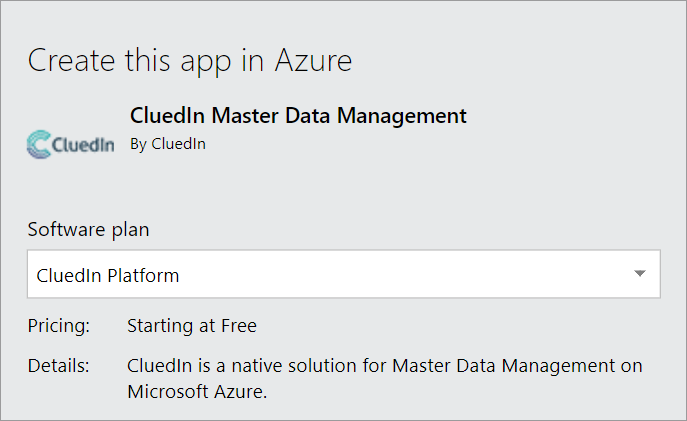 Create this app in Azure
CluedIn Master Data Management
CluedIn
By CluedIn
Software plan
CluedIn Platform
Pricing: Starting at Free
Details: CluedIn is a native solution for Master Data Management on
Microsoft Azure.